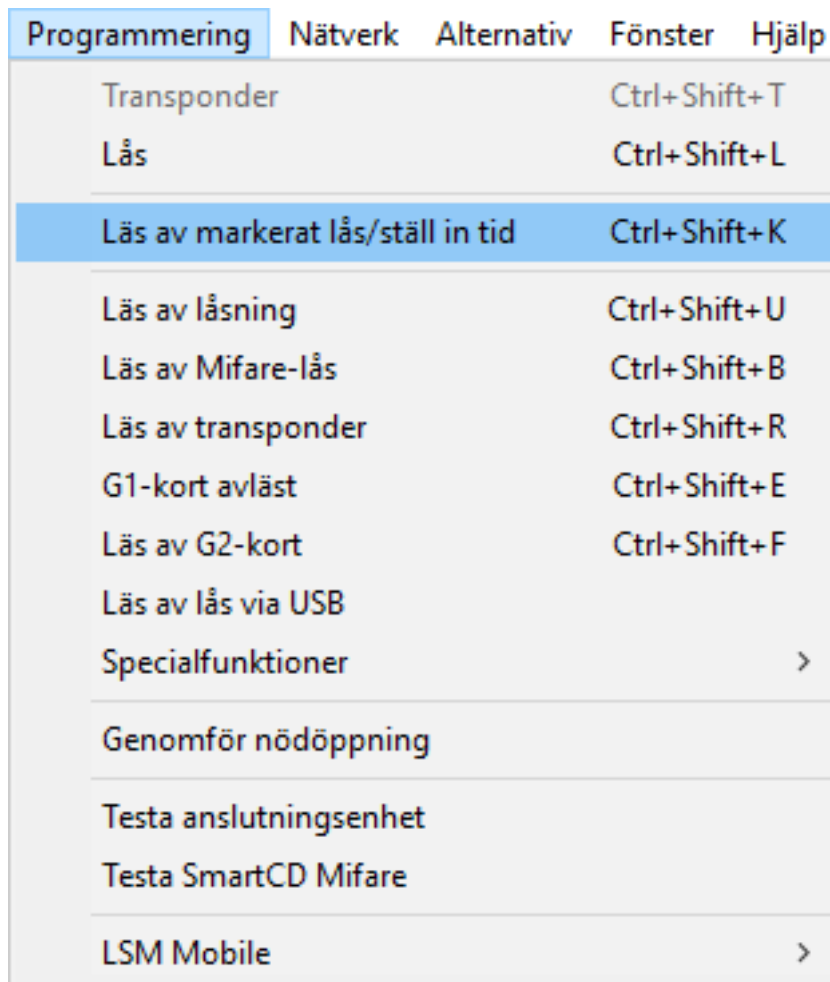 Programmering Nätverk Alternativ Fönster Hjälp
Transponder Ctrl+Shift+T
Lås Ctrl+Shift+L
Läs av markerat lås/ställ in tid Ctrl+Shift+K
Läs av låsning Ctrl+Shift+U
Läs av Mifare-lås Ctrl+Shift+B
Läs av transponder Ctrl+Shift+R
G1-kort avläst Ctrl+Shift+E
Läs av G2-kort Ctrl+Shift+F
Läs av lås via USB
Specialfunktioner >
Genomför nödöppning
Testa anslutningsenhet
Testa SmartCD Mifare
LSM Mobile >